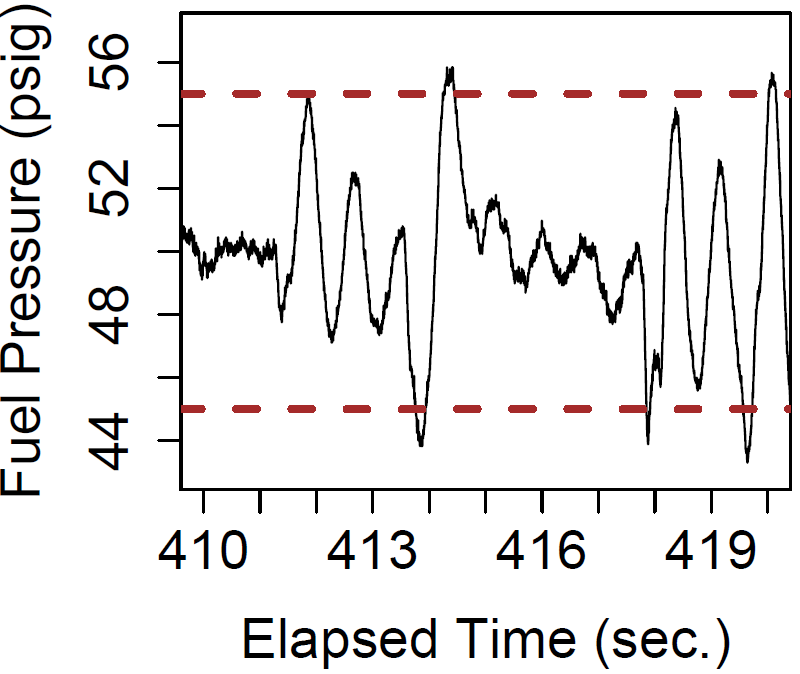 Fuel Pressure (psig)
56
52
48
44
410 413 416 419
Elapsed Time (sec.)